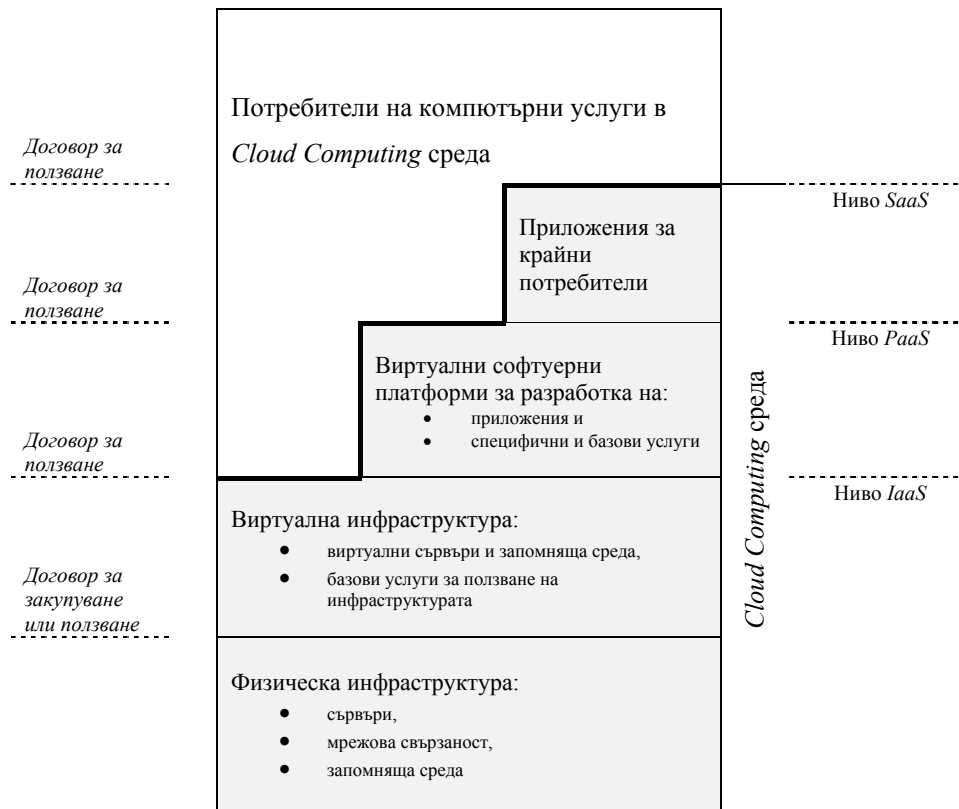 Потребители на компютърни услуги в
Cloud Computing среда
Договор за
ползване
Ниво SaaS
Приложения за
крайни
потребители
Договор за
ползване
Ниво PaaS
Виртуални софтуерни
платформи за разработка на:
• приложения и
• специфични и базови услуги
Договор за
ползване
Ниво IaaS
Cloud Computing среда
Виртуална инфраструктура:
• виртуални сървъри и запомняща среда,
• базови услуги за ползване на
инфраструктурата
Договор за
закупуване
или ползване
Физическа инфраструктура:
• сървъри,
• мрежова свързаност,
• запомняща среда